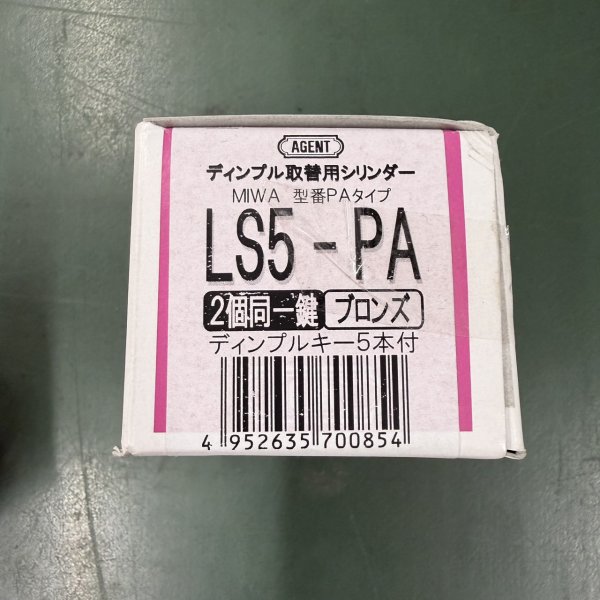 AGENT
ディンプル取替用シリンダー
MIWA 型番PAタイプ
LS5-PA
2個同一鍵 ブロンズ
ディンプルキー5本付
4 952635 700854